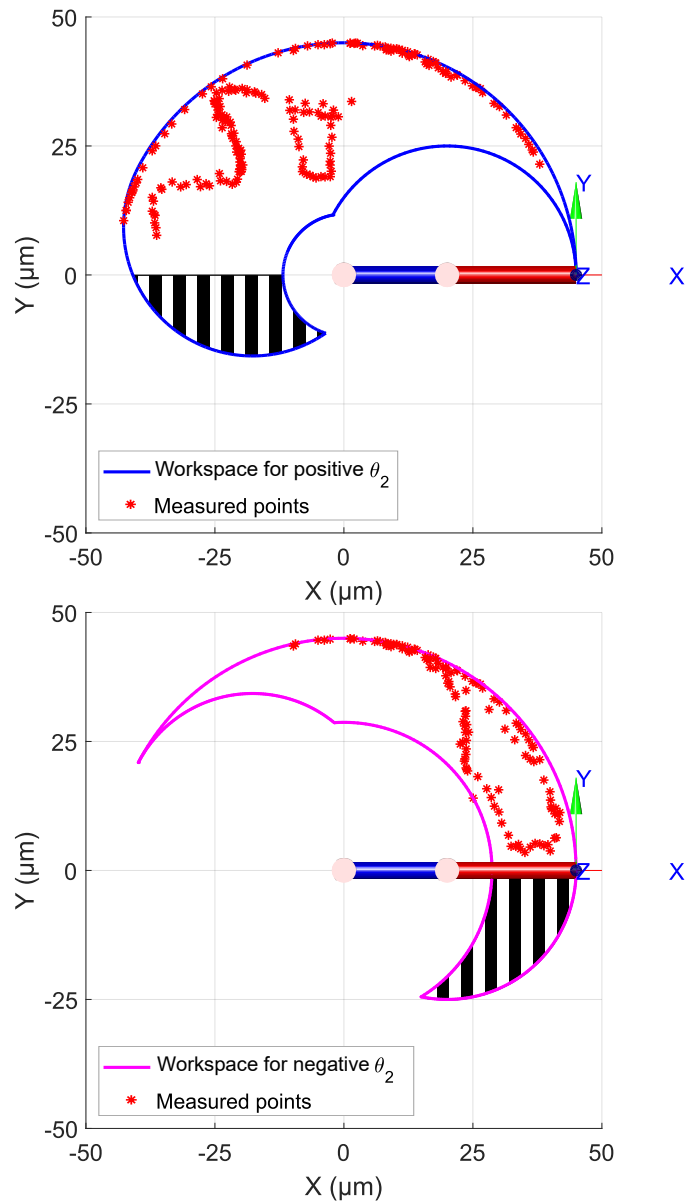 50
25
0
-25
-50
Y (μm)
Y
Z
X
Workspace for positive θ2
Measured points
-50
-25
0
25
50
X (μm)
50
25
0
-25
-50
Y (μm)
Y
Z
X
Workspace for negative θ2
Measured points
-50
-25
0
25
50
X (μm)